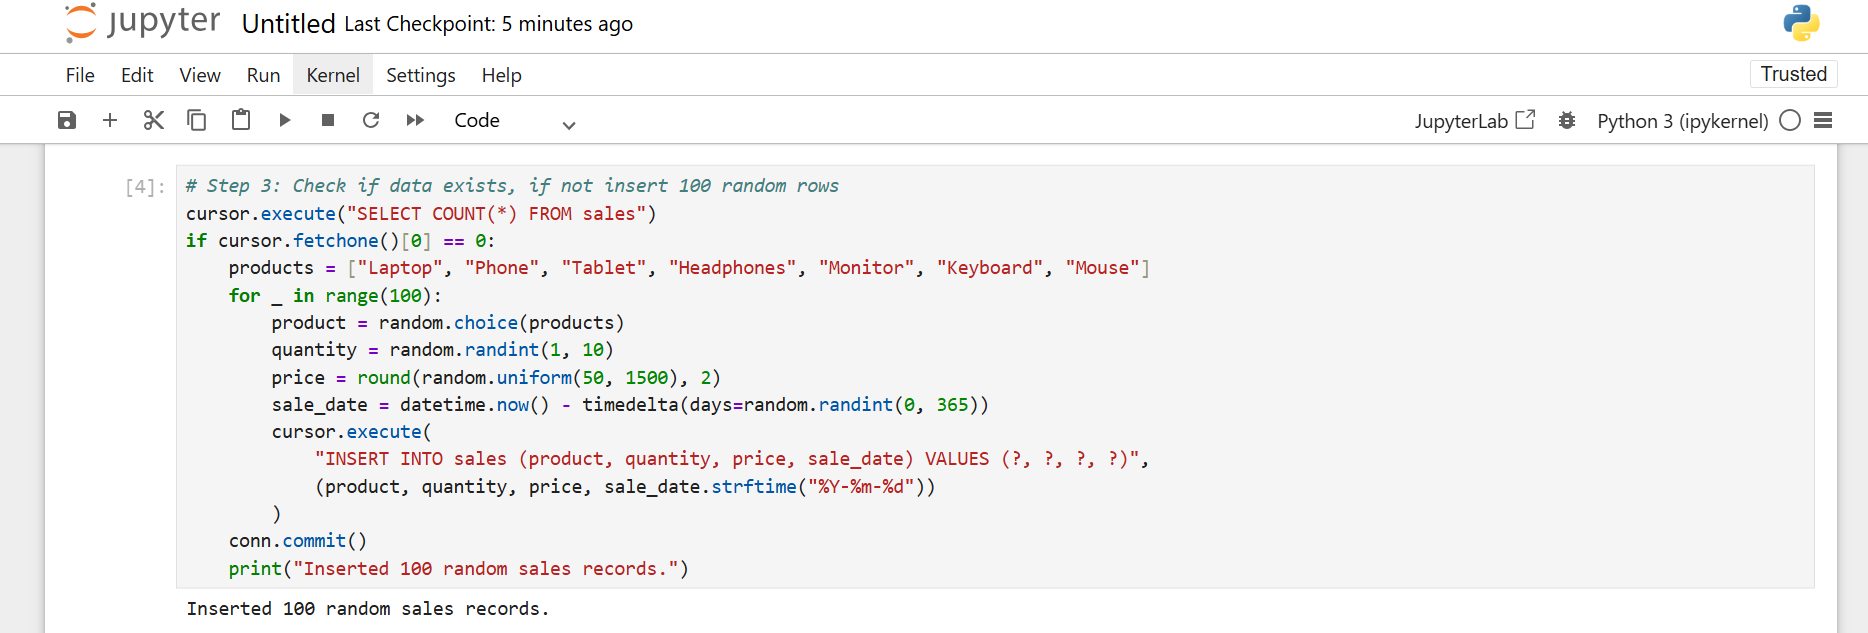 jupyter Untitled Last Checkpoint: 5 minutes ago
File Edit View Run Kernel Settings Help Trusted
Code JupyterLab Python 3 (ipykernel)
[4]: # Step 3: Check if data exists, if not insert 100 random rows
cursor.execute("SELECT COUNT(*) FROM sales")
if cursor.fetchone()[0] == 0:
    products = ["Laptop", "Phone", "Tablet", "Headphones", "Monitor", "Keyboard", "Mouse"]
    for _ in range(100):
        product = random.choice(products)
        quantity = random.randint(1, 10)
        price = round(random.uniform(50, 1500), 2)
        sale_date = datetime.now() - timedelta(days=random.randint(0, 365))
        cursor.execute(
            "INSERT INTO sales (product, quantity, price, sale_date) VALUES (?, ?, ?, ?)",
            (product, quantity, price, sale_date.strftime("%Y-%m-%d"))
        )
    conn.commit()
    print("Inserted 100 random sales records.")
Inserted 100 random sales records.